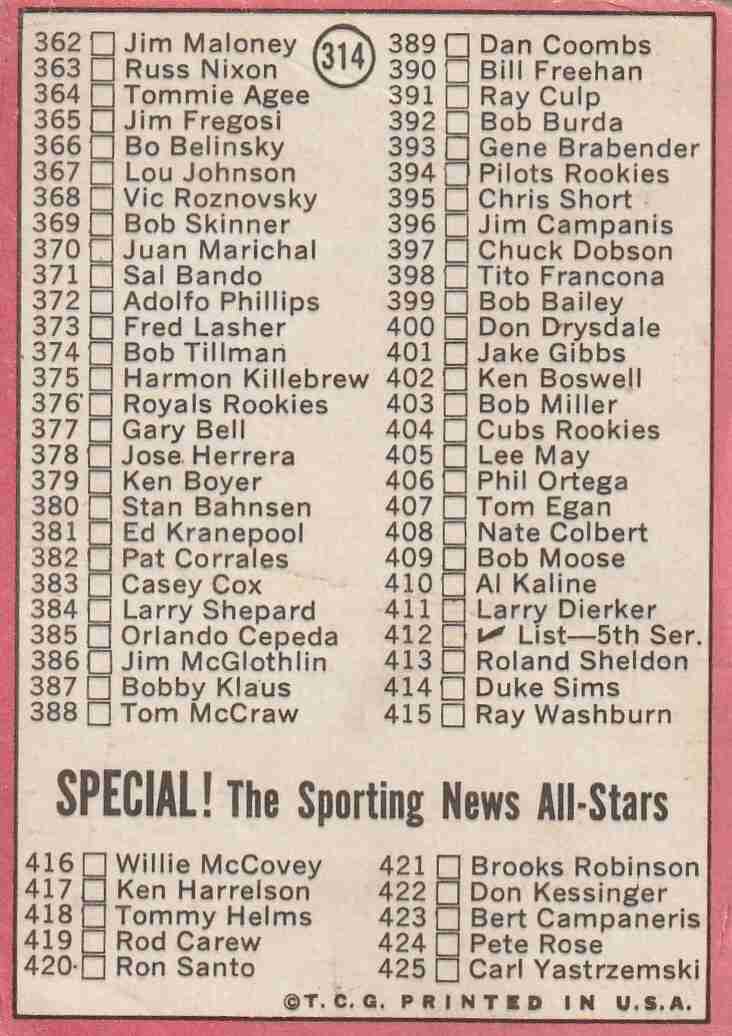 314
362 Jim Maloney
363 Russ Nixon
364 Tommie Agee
365 Jim Fregosi
366 Bo Belinsky
367 Lou Johnson
368 Vic Roznovsky
369 Bob Skinner
370 Juan Marichal
371 Sal Bando
372 Adolfo Phillips
373 Fred Lasher
374 Bob Tillman
375 Harmon Killebrew
376 Royals Rookies
377 Gary Bell
378 Jose Herrera
379 Ken Boyer
380 Stan Bahnsen
381 Ed Kranepool
382 Pat Corrales
383 Casey Cox
384 Larry Shepard
385 Orlando Cepeda
386 Jim McGlothlin
387 Bobby Klaus
388 Tom McCraw
389 Dan Coombs
390 Bill Freehan
391 Ray Culp
392 Bob Burda
393 Gene Brabender
394 Pilots Rookies
395 Chris Short
396 Jim Campanis
397 Chuck Dobson
398 Tito Francona
399 Bob Bailey
400 Don Drysdale
401 Jake Gibbs
402 Ken Boswell
403 Bob Miller
404 Cubs Rookies
405 Lee May
406 Phil Ortega
407 Tom Egan
408 Nate Colbert
409 Bob Moose
410 Al Kaline
411 Larry Dierker
412 ✓ List—5th Ser.
413 Roland Sheldon
414 Duke Sims
415 Ray Washburn
SPECIAL! The Sporting News All-Stars
416 Willie McCovey
417 Ken Harrelson
418 Tommy Helms
419 Rod Carew
420 Ron Santo
421 Brooks Robinson
422 Don Kessinger
423 Bert Campaneris
424 Pete Rose
425 Carl Yastrzemski
©T. C. G. PRINTED IN U.S.A.